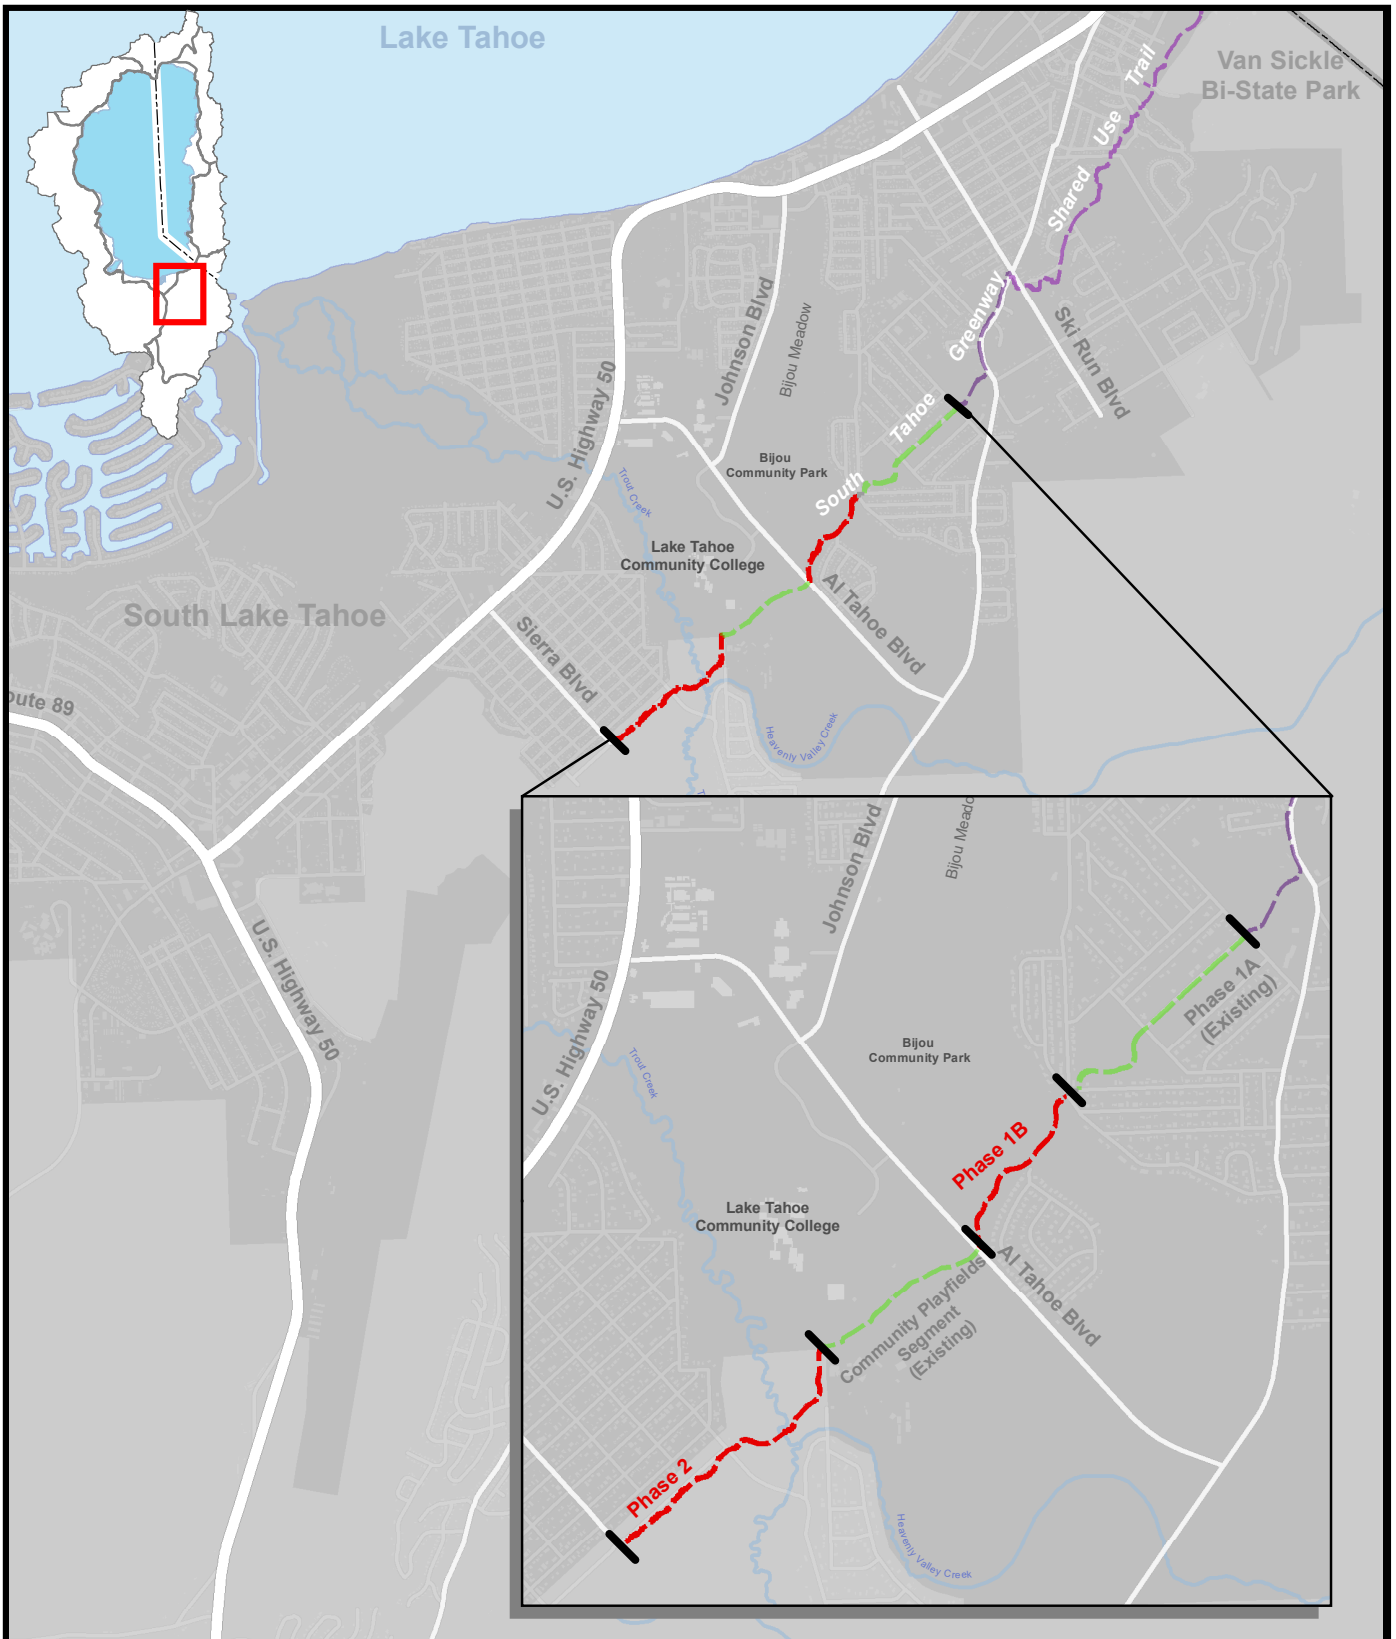 Lake Tahoe
Van Sickle
Bi-State Park
South Tahoe Greenway Shared Use Trail
Johnson Blvd
Bijou Meadow
Ski Run Blvd
U.S. Highway 50
Bijou
Community Park
Trout Creek
Lake Tahoe
Community College
Al Tahoe Blvd
South Lake Tahoe
Sierra Blvd
oute 89
Heavenly Valley Creek
T
U.S. Highway 50
Johnson Blvd
Bijou Meado
Phase 1A
(Existing)
U.S. Highway 50
Trout Creek
Bijou
Community Park
Phase 1B
Lake Tahoe
Community College
Al Tahoe Blvd
Community Playfields
Segment
(Existing)
Phase 2
Heavenly Valley Creek